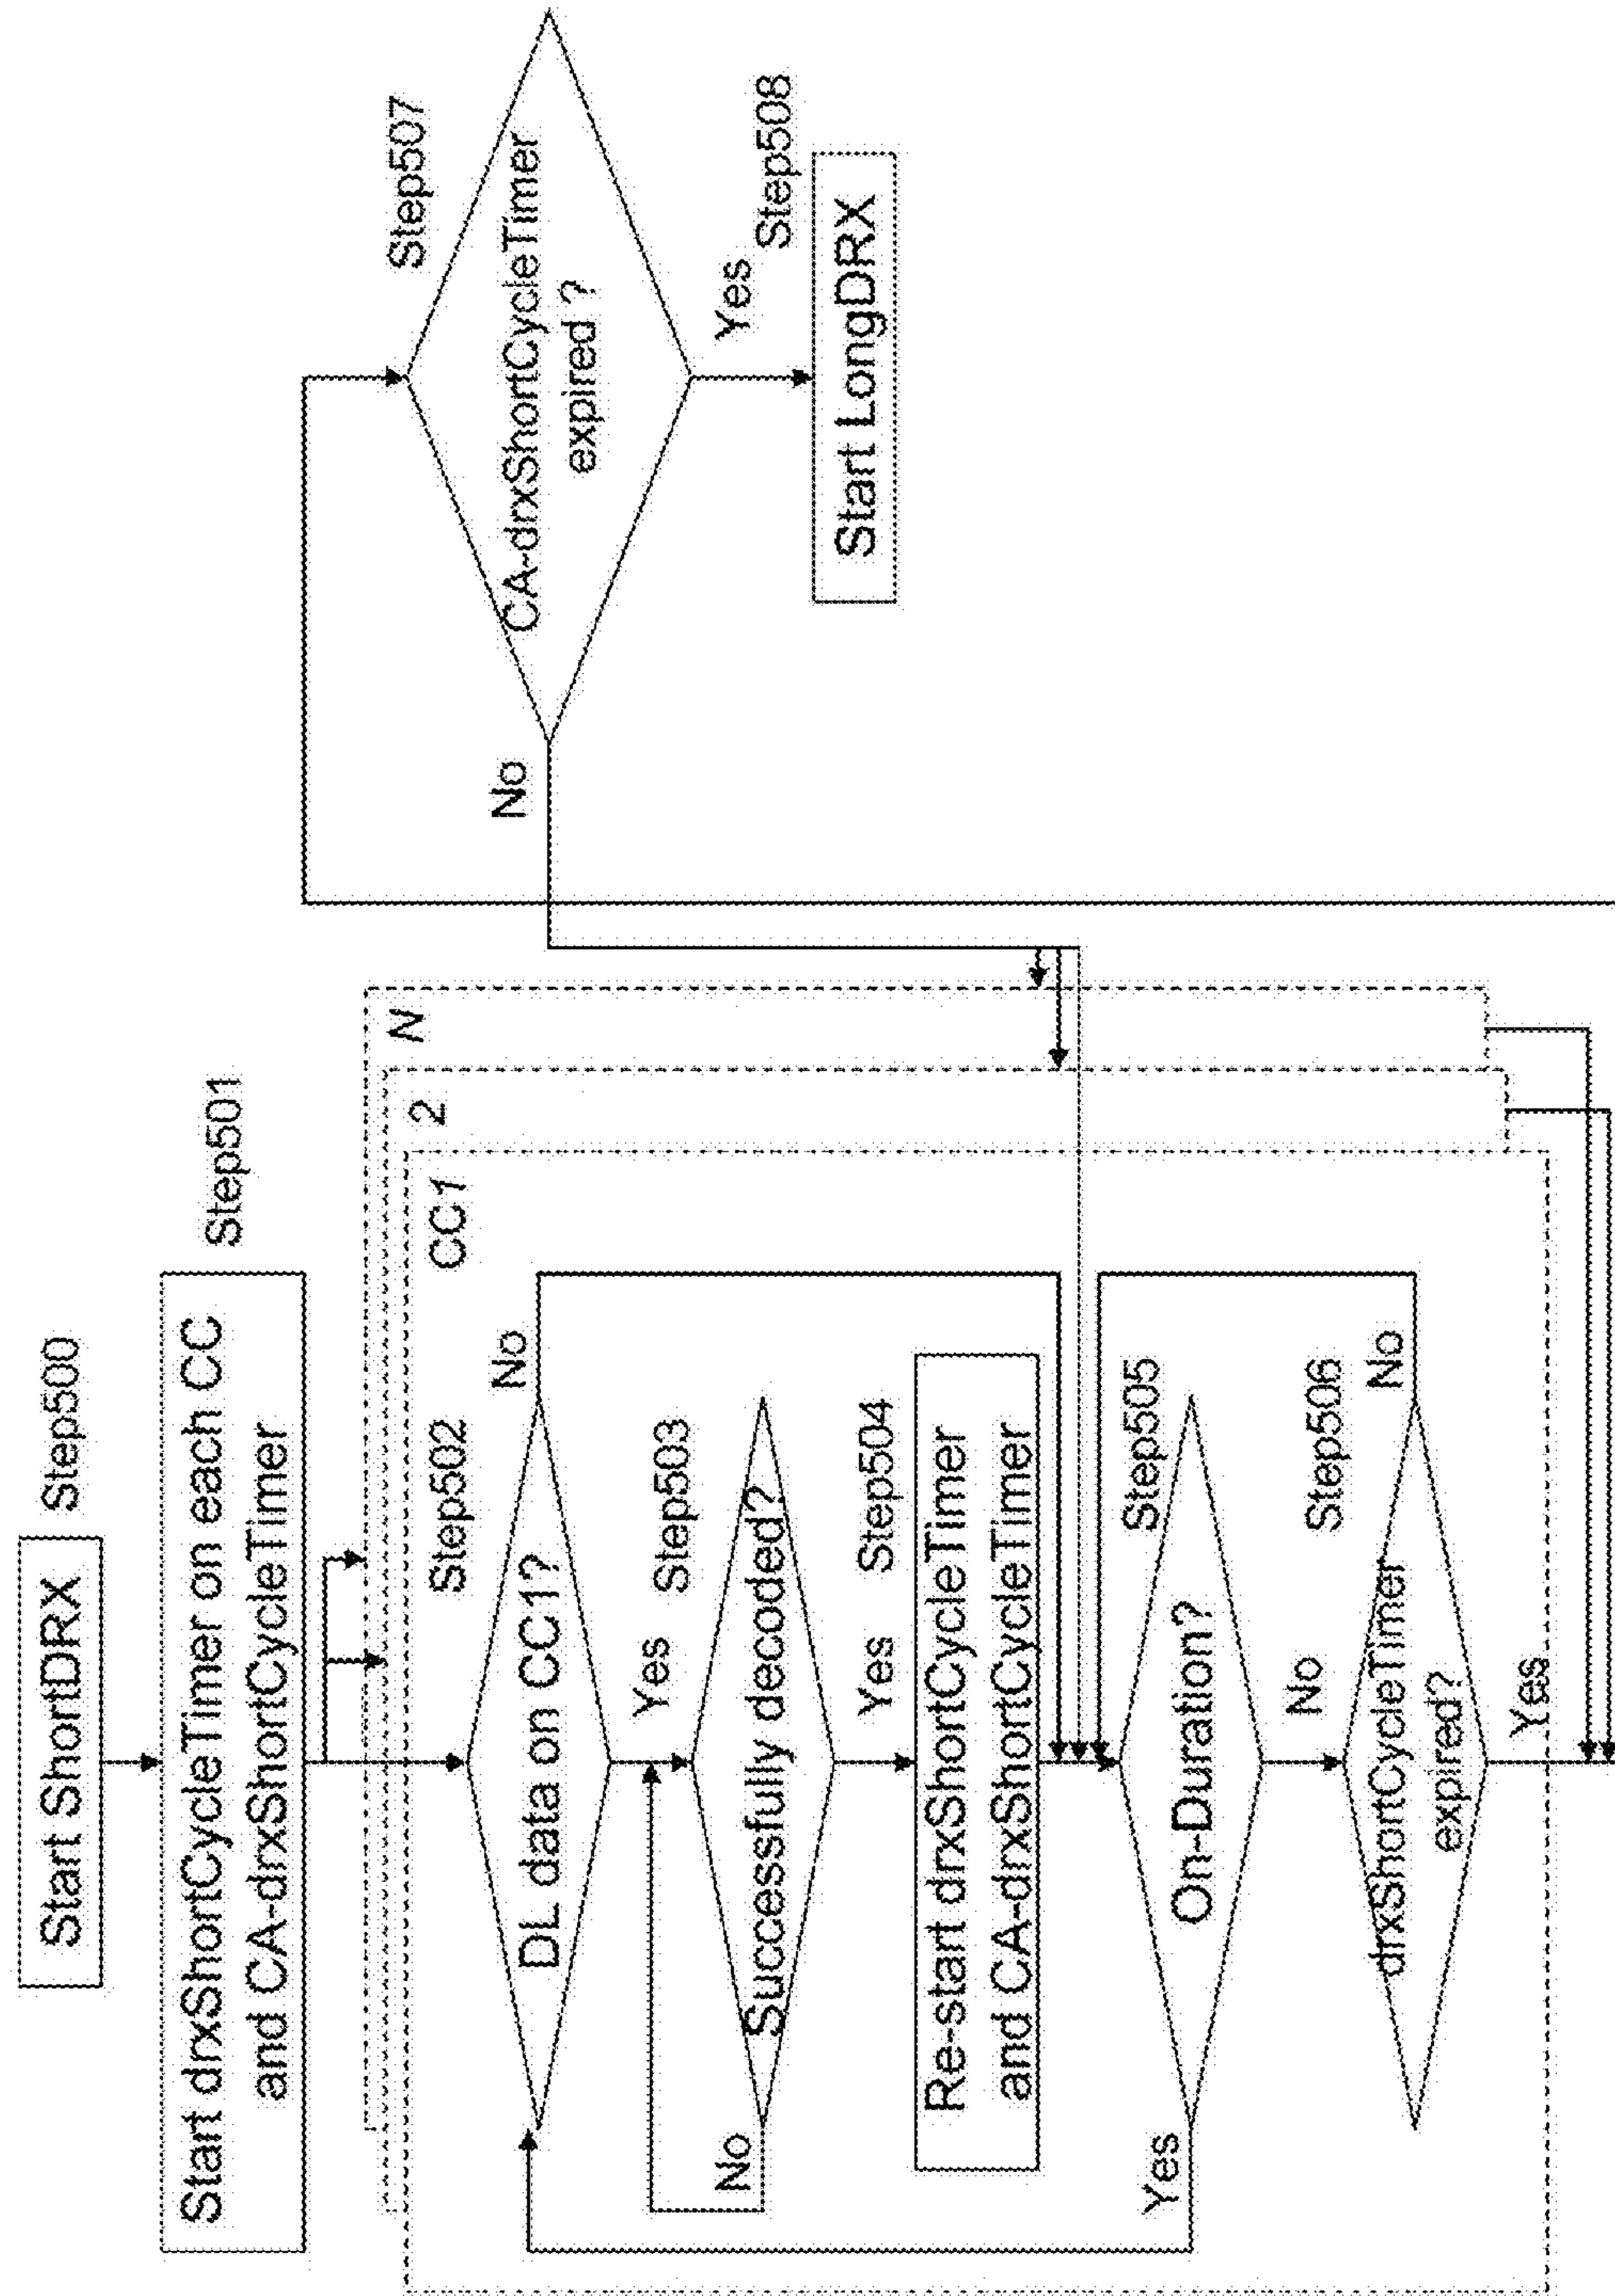 Start ShortDRX
Step500
Start drxShortCycleTimer on each CC
and CA-drxShortCycleTimer
Step501
N
2
CC1
Step502
DL data on CC1?
No
Yes
Step503
Successfully decoded?
No
Yes
Step504
Re-start drxShortCycleTimer
and CA-drxShortCycleTimer
Step505
On-Duration?
Yes
No
Step506
drxShortCycleTimer
expired?
No
Yes
Step507
CA-drxShortCycleTimer
expired ?
No
Yes
Step508
Start LongDRX